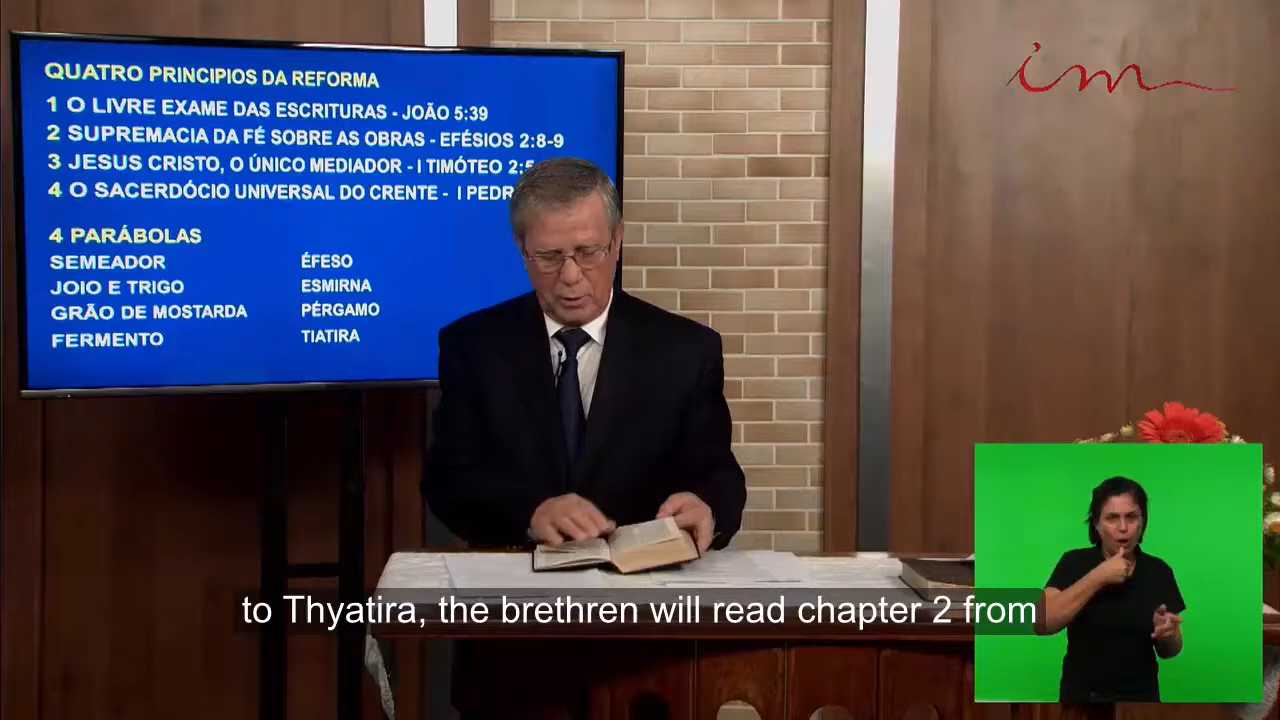 QUATRO PRINCIPIOS DA REFORMA
1 O LIVRE EXAME DAS ESCRITURAS - JOÃO 5:39
2 SUPREMACIA DA FÉ SOBRE AS OBRAS - EFÉSIOS 2:8-9
3 JESUS CRISTO, O ÚNICO MEDIADOR - I TIMÓTEO 2:5
4 O SACERDÓCIO UNIVERSAL DO CRENTE - I PEDR
4 PARÁBOLAS
SEMEADOR ÉFESO
JOIO E TRIGO ESMIRNA
GRÃO DE MOSTARDA PÉRGAMO
FERMENTO TIATIRA
im
to Thyatira, the brethren will read chapter 2 from